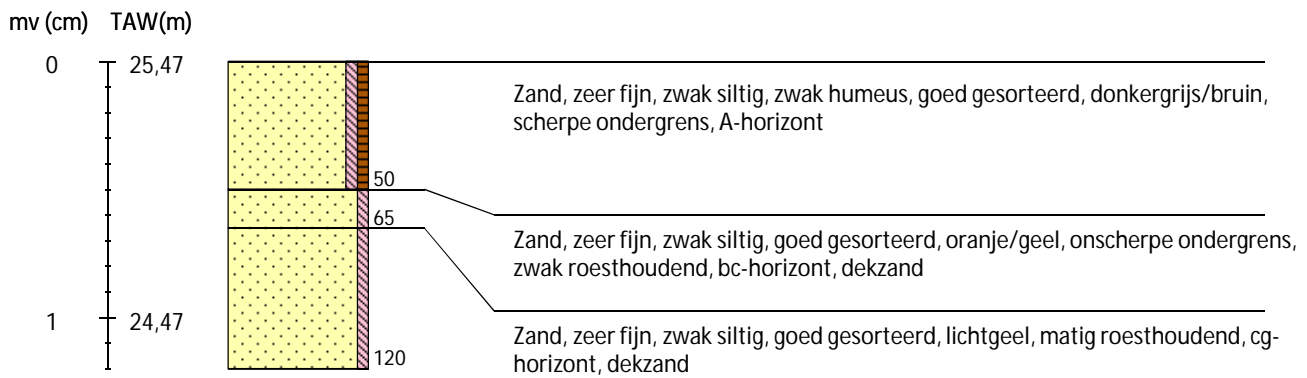 mv (cm) TAW(m)
0 25,47
Zand, zeer fijn, zwak siltig, zwak humeus, goed gesorteerd, donkergrijs/bruin,
scherpe ondergrens, A-horizont
50
65
Zand, zeer fijn, zwak siltig, goed gesorteerd, oranje/geel, onscherpe ondergrens,
zwak roesthoudend, bc-horizont, dekzand
1 24,47
Zand, zeer fijn, zwak siltig, goed gesorteerd, lichtgeel, matig roesthoudend, cg-
horizont, dekzand
120